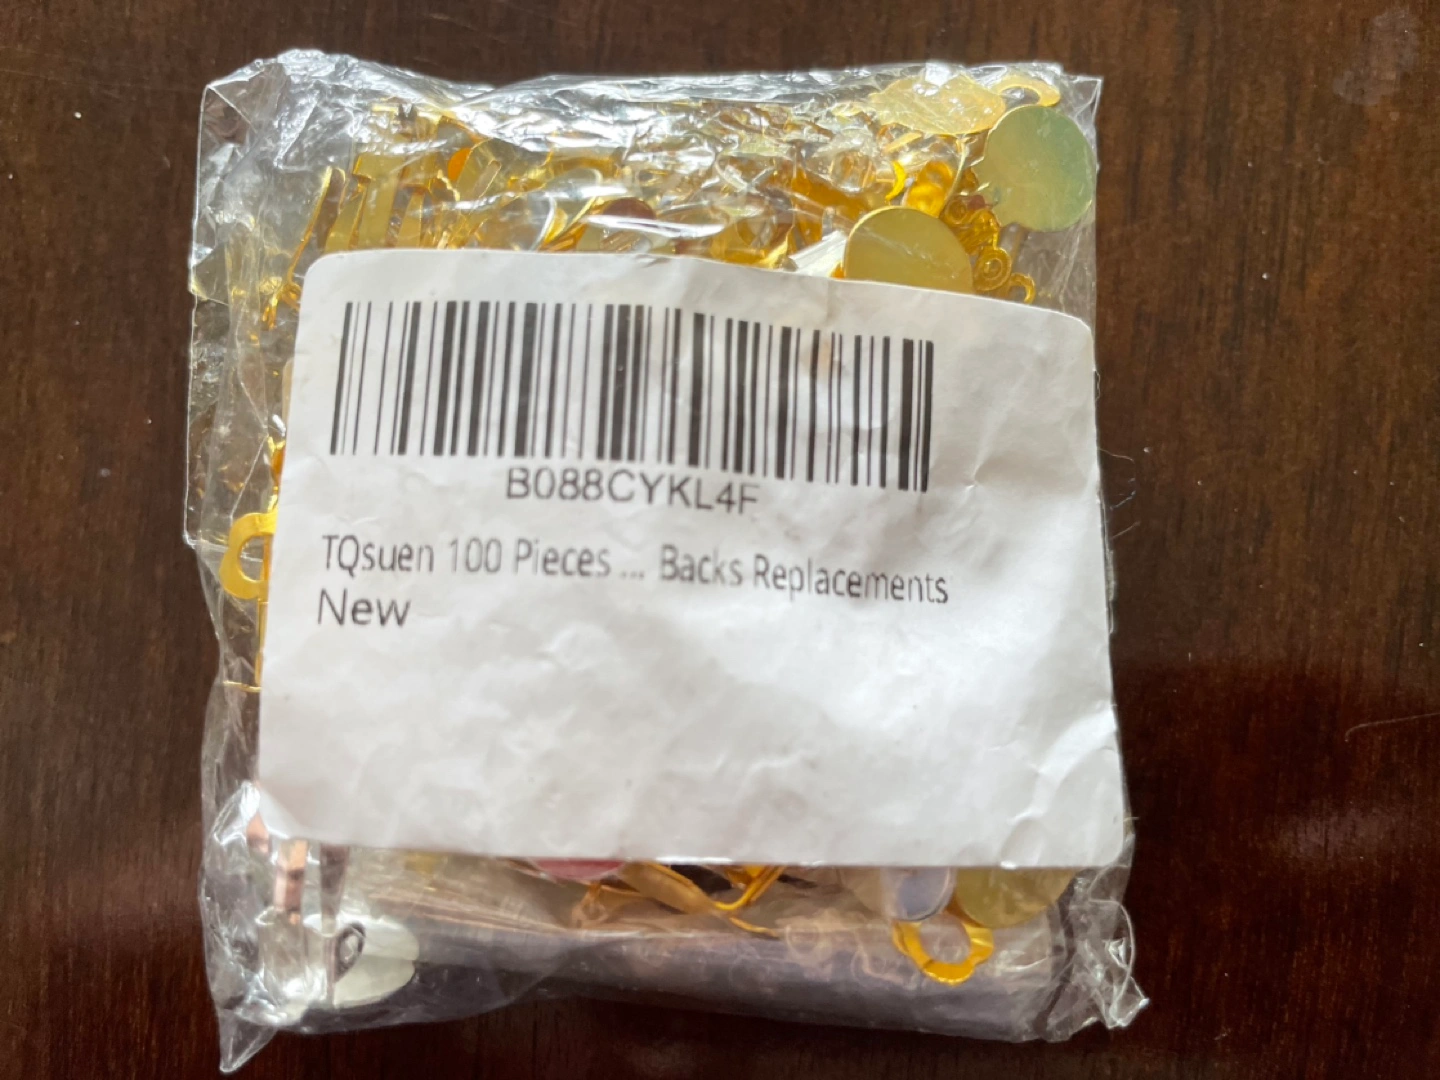 B088CYKL4F
TQsuen 100 Pieces ... Backs Replacements
New